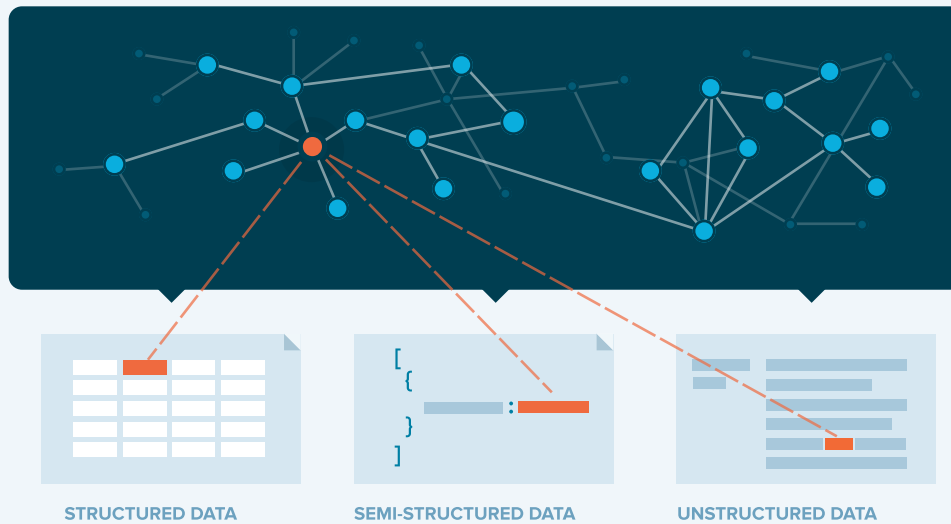 [
{
:
}
]
STRUCTURED DATA
SEMI-STRUCTURED DATA
UNSTRUCTURED DATA